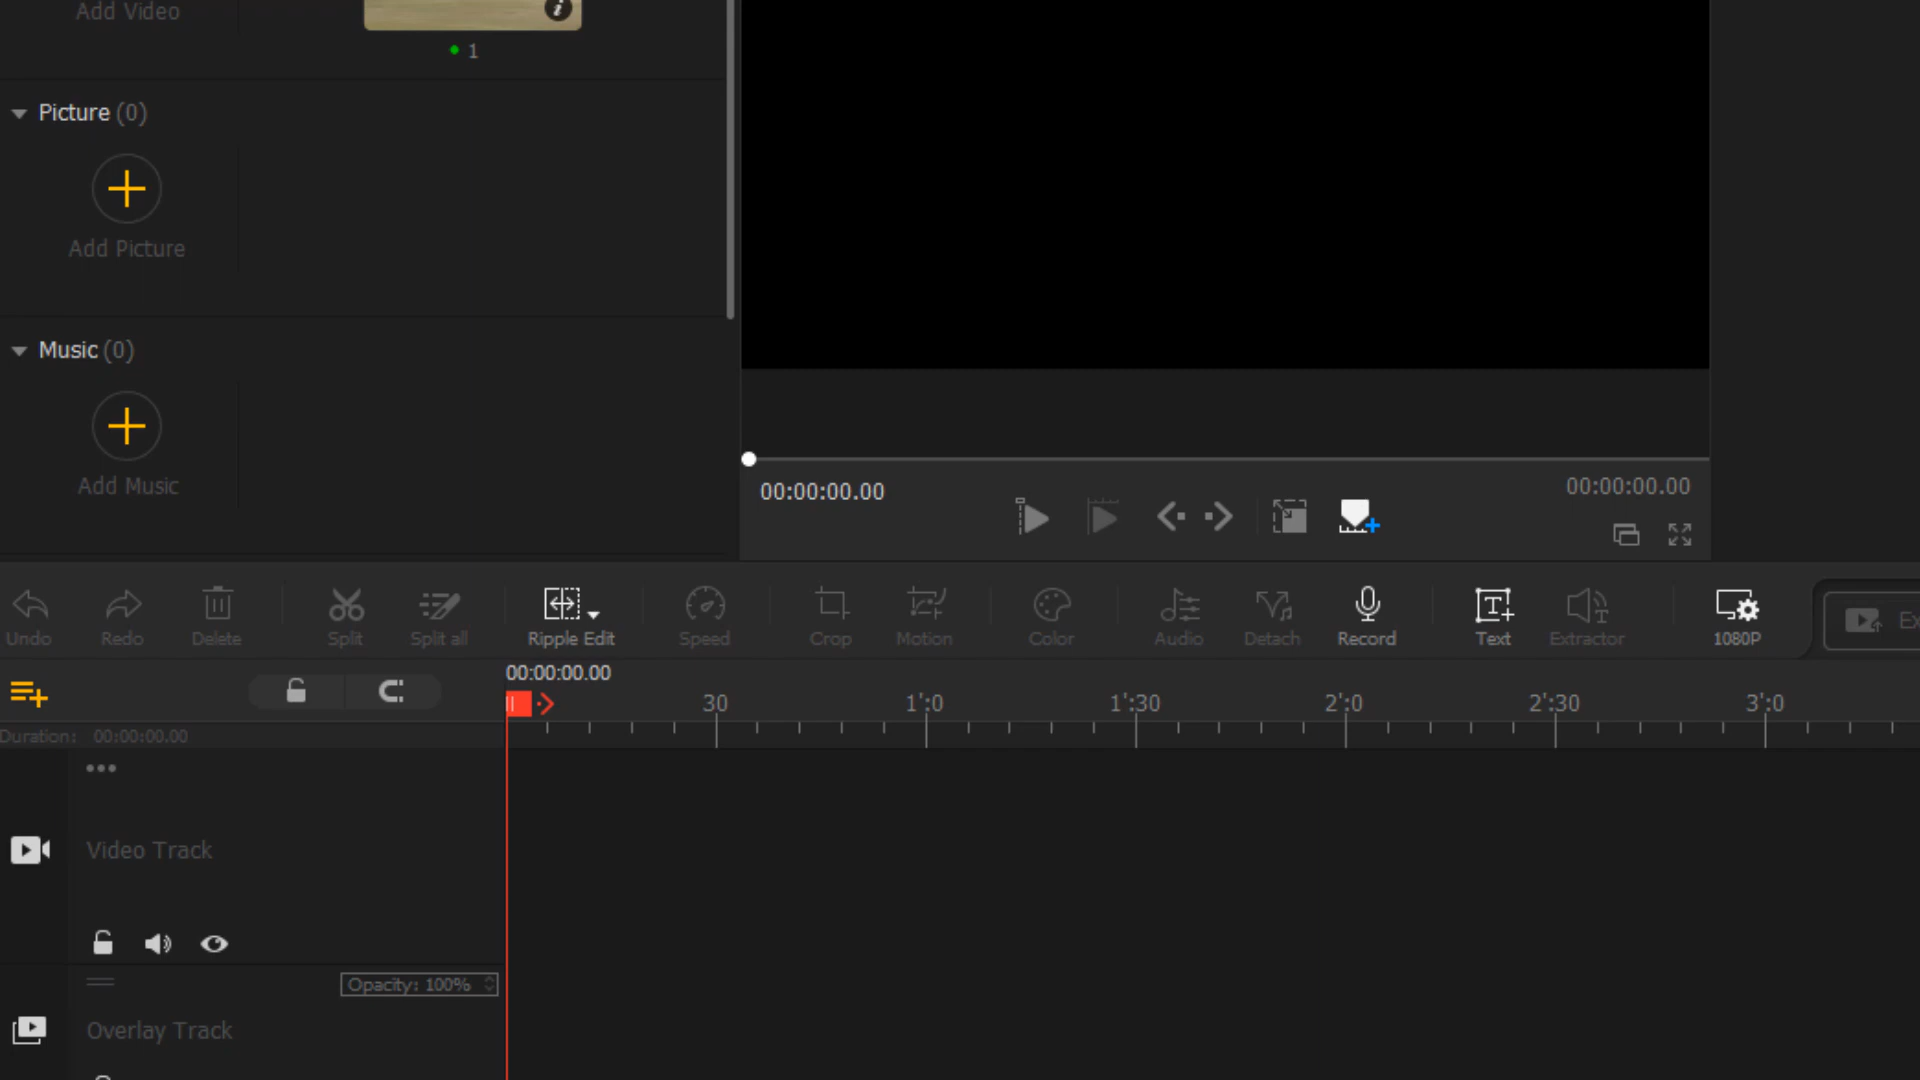 Add Video
1
Picture (0)
Add Picture
Music (0)
Add Music
00:00:00.00
00:00:00.00
Undo
Redo
Delete
Split
Split all
Ripple Edit
Speed
Crop
Motion
Color
Audio
Detach
Record
Text
Extractor
1080P
Ex
00:00:00.00
30
1':0
1':30
2':0
2':30
3':0
Duration: 00:00:00.00
Video Track
Opacity: 100%
Overlay Track